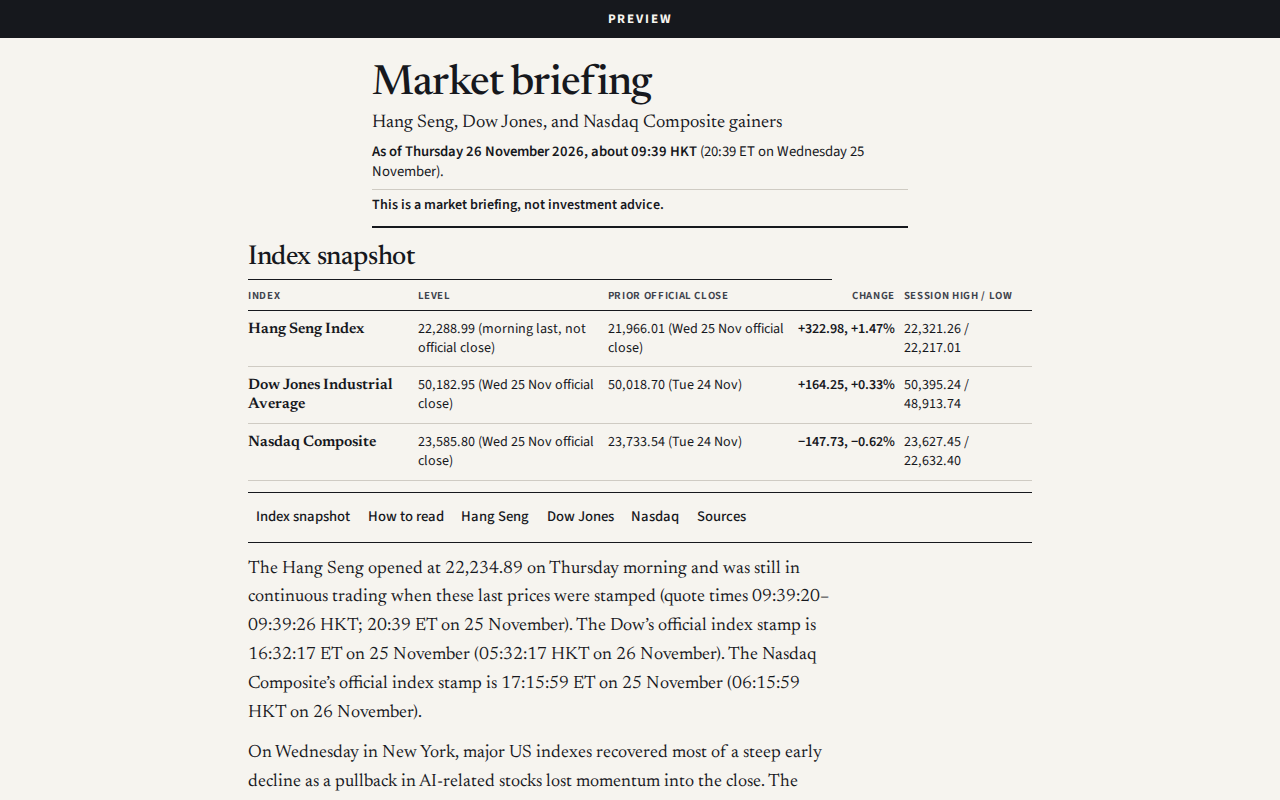 PREVIEW
Market briefing
Hang Seng, Dow Jones, and Nasdaq Composite gainers
As of Thursday 26 November 2026, about 09:39 HKT (20:39 ET on Wednesday 25
November).
This is a market briefing, not investment advice.
Index snapshot
INDEX LEVEL PRIOR OFFICIAL CLOSE CHANGE SESSION HIGH / LOW
Hang Seng Index 22,288.99 (morning last, not 21,966.01 (Wed 25 Nov official +322.98, +1.47% 22,321.26 /
official close) close) 22,217.01
Dow Jones Industrial 50,182.95 (Wed 25 Nov official 50,018.70 (Tue 24 Nov) +164.25, +0.33% 50,395.24 /
Average close) 48,913.74
Nasdaq Composite 23,585.80 (Wed 25 Nov official 23,733.54 (Tue 24 Nov) −147.73, −0.62% 23,627.45 /
close) 22,632.40
Index snapshot How to read Hang Seng Dow Jones Nasdaq Sources
The Hang Seng opened at 22,234.89 on Thursday morning and was still in
continuous trading when these last prices were stamped (quote times 09:39:20–
09:39:26 HKT; 20:39 ET on 25 November). The Dow’s official index stamp is
16:32:17 ET on 25 November (05:32:17 HKT on 26 November). The Nasdaq
Composite’s official index stamp is 17:15:59 ET on 25 November (06:15:59
HKT on 26 November).
On Wednesday in New York, major US indexes recovered most of a steep early
decline as a pullback in AI-related stocks lost momentum into the close. The